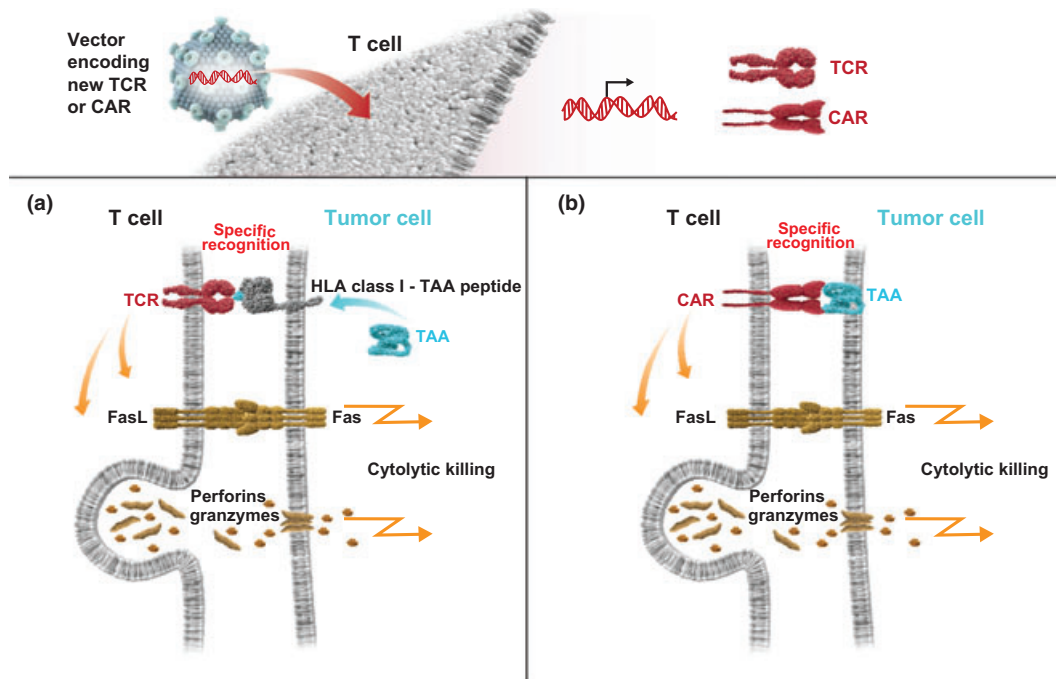 Vector
encoding
new TCR
or CAR
T cell
TCR
CAR
(a)
T cell
Tumor cell
Specific
recognition
TCR
HLA class I - TAA peptide
TAA
FasL
Fas
Cytolytic killing
Perforins
granzymes
(b)
T cell
Tumor cell
Specific
recognition
CAR
TAA
FasL
Fas
Cytolytic killing
Perforins
granzymes